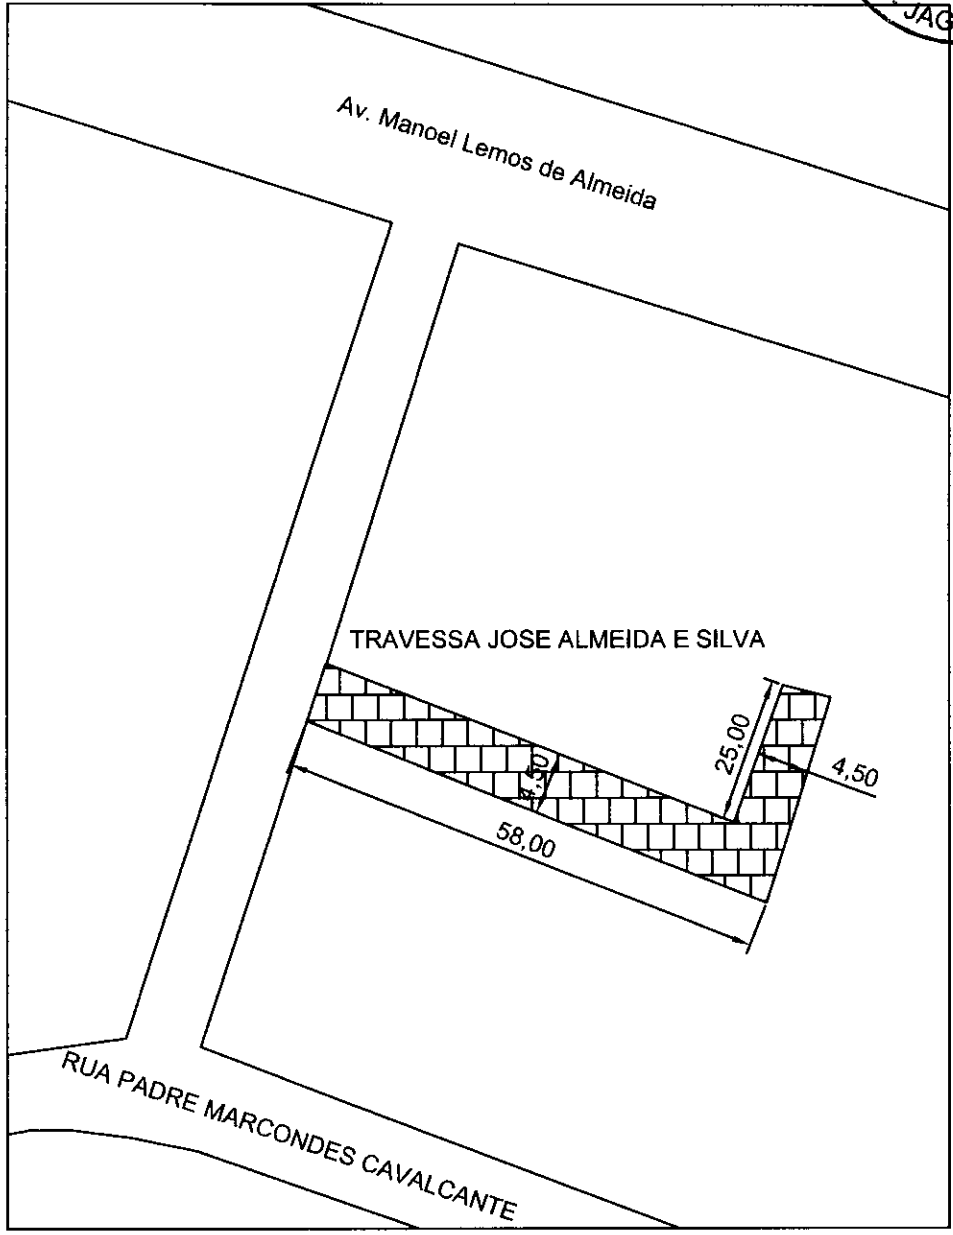 JAG
Av. Manoel Lemos de Almeida
TRAVESSA JOSE ALMEIDA E SILVA
25,00
4,50
4,50
58,00
RUA PADRE MARCONDES CAVALCANTE